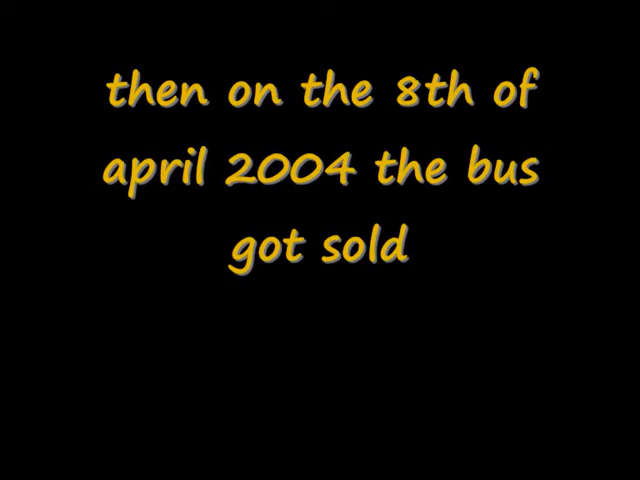 then on the 8th of
april 2004 the bus
got sold